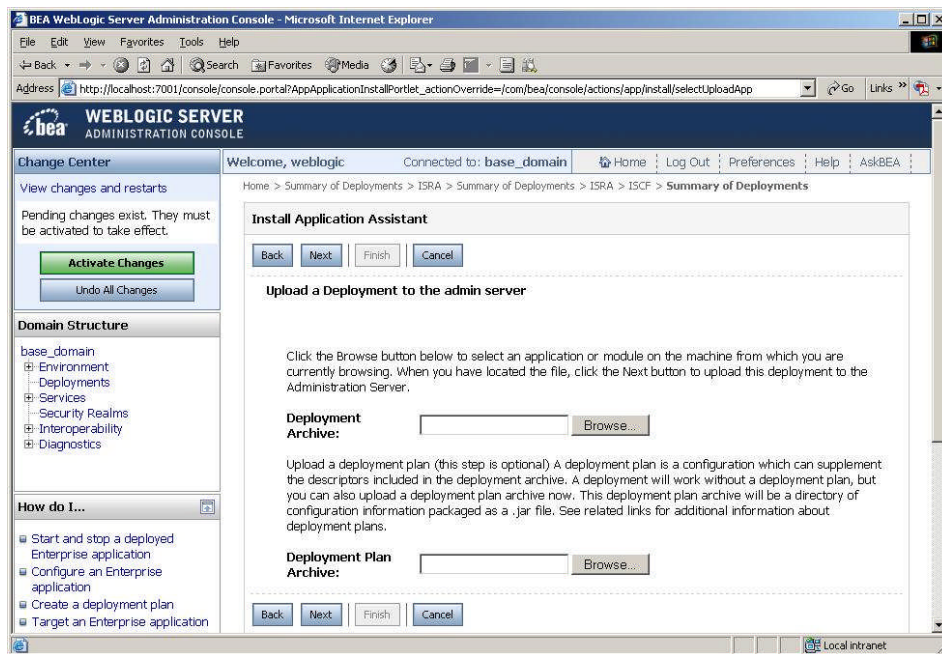 BEA WebLogic Server Administration Console - Microsoft Internet Explorer
File Edit View Favorites Tools Help
Back Search Favorites Media
Address http://localhost:7001/console/console.portal?AppApplicationInstallPortlet_actionOverride=/com/bea/console/actions/app/install/selectUploadApp Go Links »
bea WEBLOGIC SERVER
ADMINISTRATION CONSOLE
Change Center
View changes and restarts
Pending changes exist. They must
be activated to take effect.
Activate Changes
Undo All Changes
Domain Structure
base_domain
Environment
Deployments
Services
Security Realms
Interoperability
Diagnostics
How do I...
Start and stop a deployed
Enterprise application
Configure an Enterprise
application
Create a deployment plan
Target an Enterprise application
Welcome, weblogic Connected to: base_domain Home Log Out Preferences Help AskBEA
Home > Summary of Deployments > ISRA > Summary of Deployments > ISRA > ISCF > Summary of Deployments
Install Application Assistant
Back Next Finish Cancel
Upload a Deployment to the admin server
Click the Browse button below to select an application or module on the machine from which you are
currently browsing. When you have located the file, click the Next button to upload this deployment to the
Administration Server.
Deployment
Archive: Browse...
Upload a deployment plan (this step is optional) A deployment plan is a configuration which can supplement
the descriptors included in the deployment archive. A deployment will work without a deployment plan, but
you can also upload a deployment plan archive now. This deployment plan archive will be a directory of
configuration information packaged as a .jar file. See related links for additional information about
deployment plans.
Deployment Plan
Archive: Browse...
Back Next Finish Cancel
Local intranet